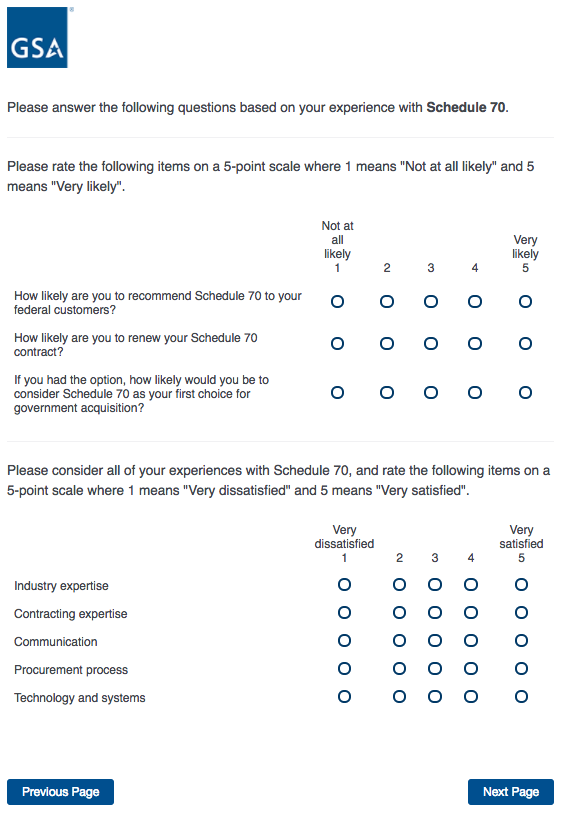 GSA
Please answer the following questions based on your experience with Schedule 70.
Please rate the following items on a 5-point scale where 1 means "Not at all likely" and 5
means "Very likely".
Not at
all
likely
1
2
3
4
Very
likely
5
How likely are you to recommend Schedule 70 to your
federal customers?
How likely are you to renew your Schedule 70
contract?
If you had the option, how likely would you be to
consider Schedule 70 as your first choice for
government acquisition?
Please consider all of your experiences with Schedule 70, and rate the following items on a
5-point scale where 1 means "Very dissatisfied" and 5 means "Very satisfied".
Very
dissatisfied
1
2
3
4
Very
satisfied
5
Industry expertise
Contracting expertise
Communication
Procurement process
Technology and systems
Previous Page
Next Page